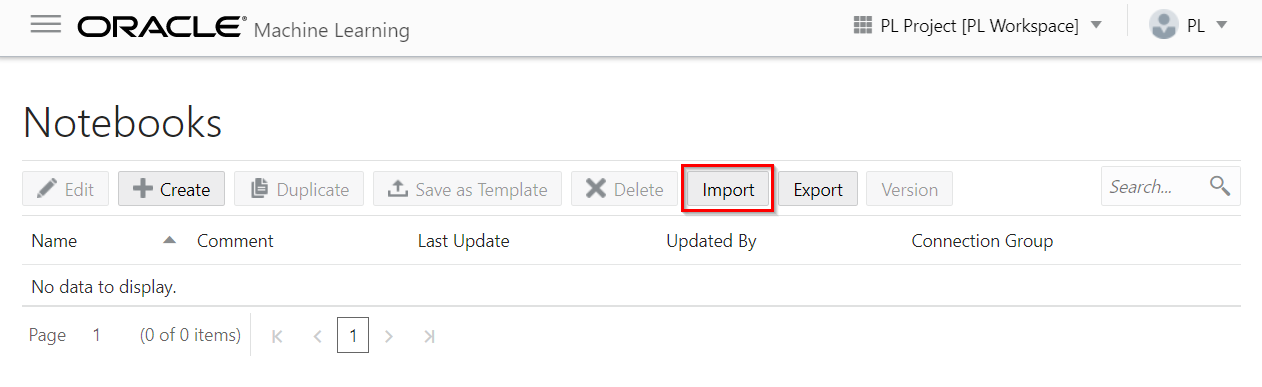 ORACLE® Machine Learning PL Project [PL Workspace] PL
Notebooks
Edit Create Duplicate Save as Template Delete Import Export Version Search...
Name Comment Last Update Updated By Connection Group
No data to display.
Page 1 (0 of 0 items) 1